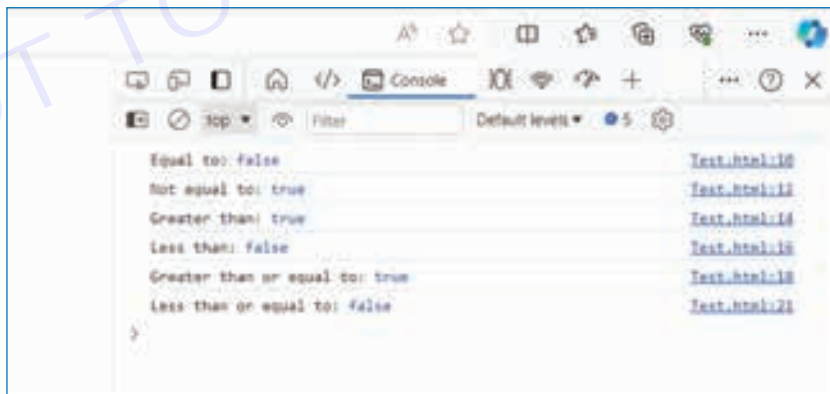 OT TO
A
Console
top Filter Default levels 5
Equal to: false Test.html:10
Not equal to: true Test.html:12
Greater than: true Test.html:14
Less than: false Test.html:16
Greater than or equal to: true Test.html:18
Less than or equal to: false Test.html:21